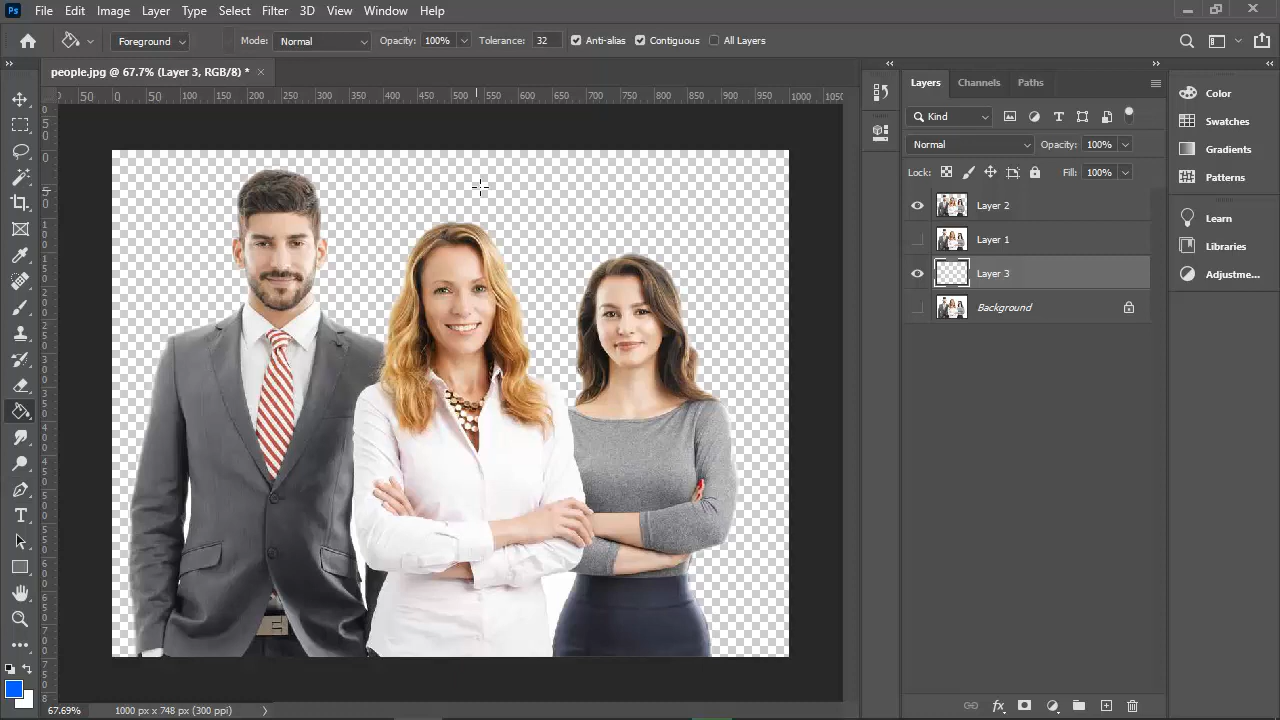 Ps File Edit Image Layer Type Select Filter 3D View Window Help
Foreground Mode: Normal Opacity: 100% Tolerance: 32 Anti-alias Contiguous All Layers
people.jpg @ 67.7% (Layer 3, RGB/8) *
50 0 50 100 150 200 250 300 350 400 450 500 550 600 650 700 750 800 850 900 950 1000 1050
Layers Channels Paths
Kind
Normal Opacity: 100%
Lock: Fill: 100%
Layer 2
Layer 1
Layer 3
Background
Color
Swatches
Gradients
Patterns
Learn
Libraries
Adjustme...
67.69% 1000 px x 748 px (300 ppi)